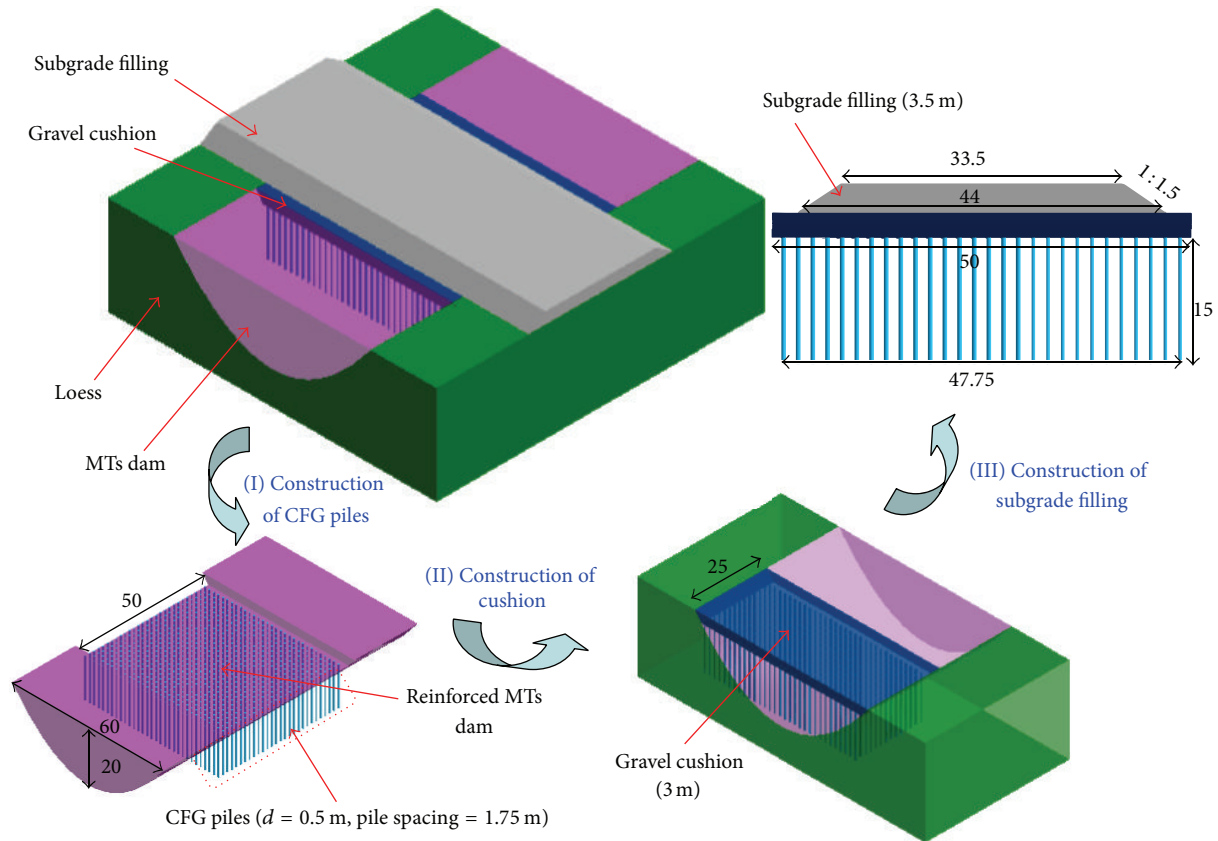 Subgrade filling
Gravel cushion
Loess
MTs dam
Subgrade filling (3.5 m)
33.5
1 : 1.5
44
50
15
47.75
(I) Construction
of CFG piles
(II) Construction of
cushion
(III) Construction of
subgrade filling
50
60
20
Reinforced MTs
dam
CFG piles (d = 0.5 m, pile spacing = 1.75 m)
25
Gravel cushion
(3 m)